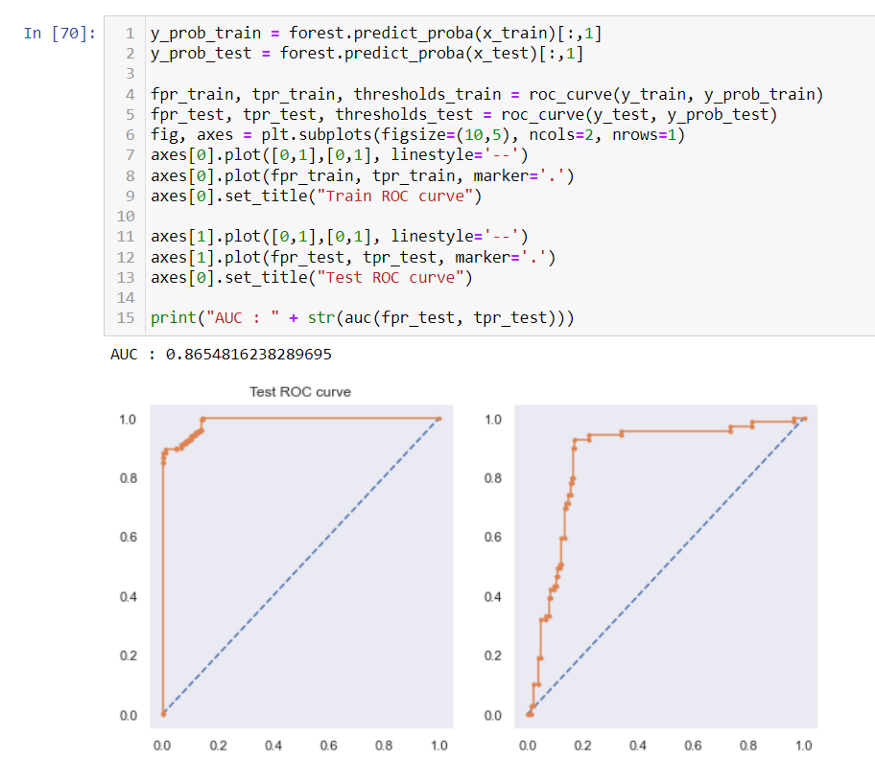 In [70]:
1 y_prob_train = forest.predict_proba(x_train)[:,1]
2 y_prob_test = forest.predict_proba(x_test)[:,1]
3
4 fpr_train, tpr_train, thresholds_train = roc_curve(y_train, y_prob_train)
5 fpr_test, tpr_test, thresholds_test = roc_curve(y_test, y_prob_test)
6 fig, axes = plt.subplots(figsize=(10,5), ncols=2, nrows=1)
7 axes[0].plot([0,1],[0,1], linestyle='--')
8 axes[0].plot(fpr_train, tpr_train, marker='.')
9 axes[0].set_title("Train ROC curve")
10
11 axes[1].plot([0,1],[0,1], linestyle='--')
12 axes[1].plot(fpr_test, tpr_test, marker='.')
13 axes[0].set_title("Test ROC curve")
14
15 print("AUC : " + str(auc(fpr_test, tpr_test)))
AUC : 0.8654816238289695
Test ROC curve
1.0
0.8
0.6
0.4
0.2
0.0
0.0 0.2 0.4 0.6 0.8 1.0
1.0
0.8
0.6
0.4
0.2
0.0
0.0 0.2 0.4 0.6 0.8 1.0